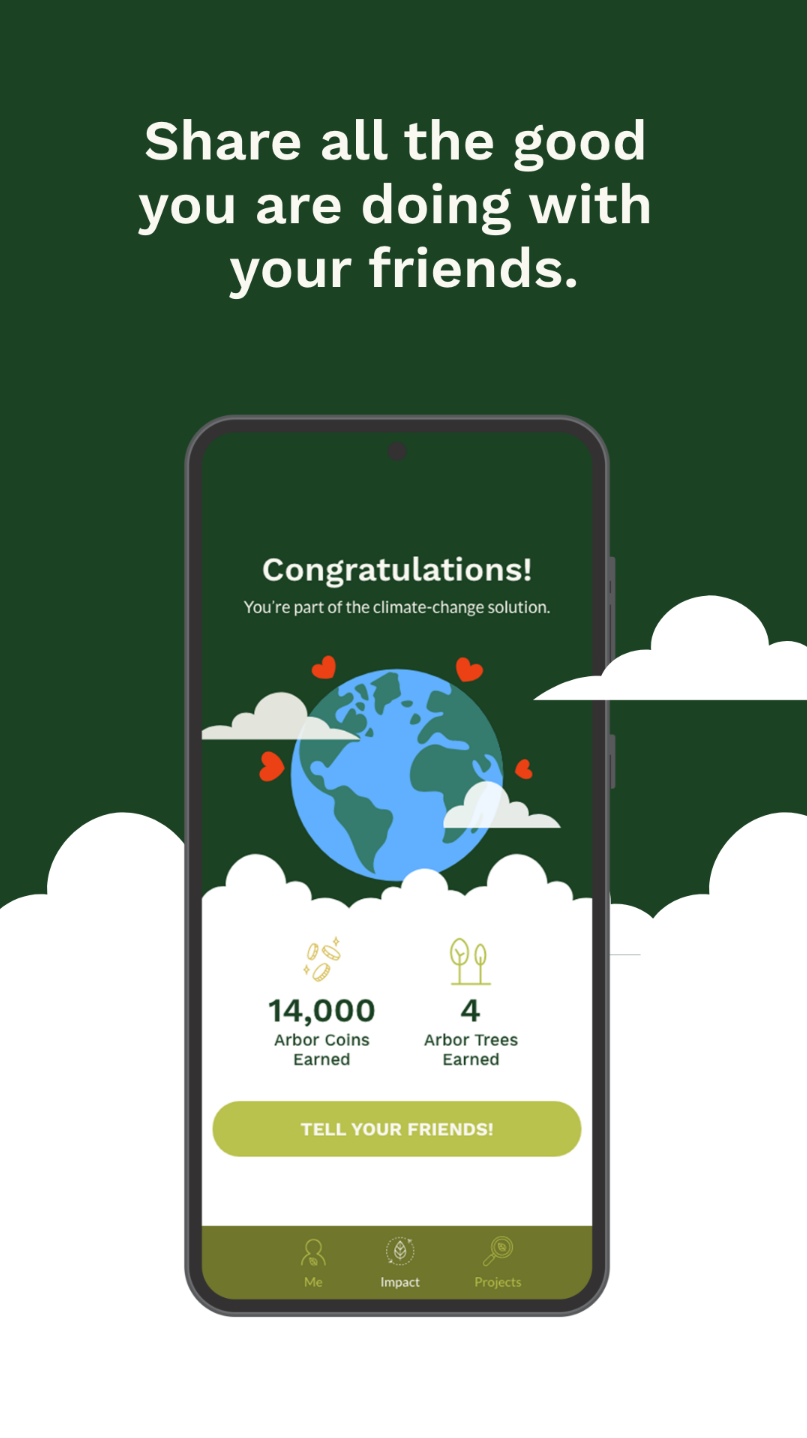 Share all the good
you are doing with
your friends.
Congratulations!
You’re part of the climate-change solution.
14,000
Arbor Coins
Earned
4
Arbor Trees
Earned
TELL YOUR FRIENDS!
Me
Impact
Projects